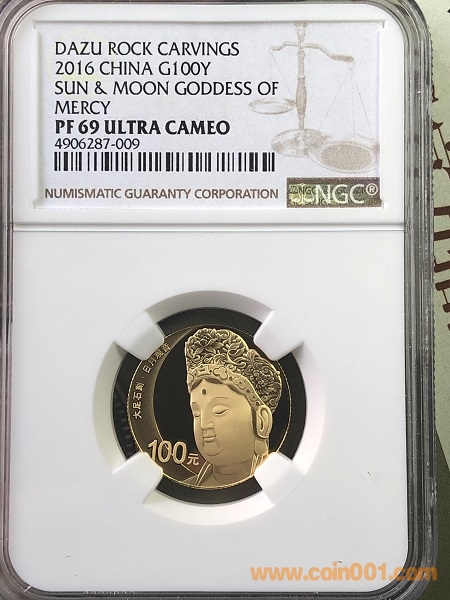 DAZU ROCK CARVINGS
2016 CHINA G100Y
SUN & MOON GODDESS OF
MERCY
PF 69 ULTRA CAMEO
4906287-009
NUMISMATIC GUARANTY CORPORATION
NGC®
大足石刻 日月观音
100元
www.coin001.com